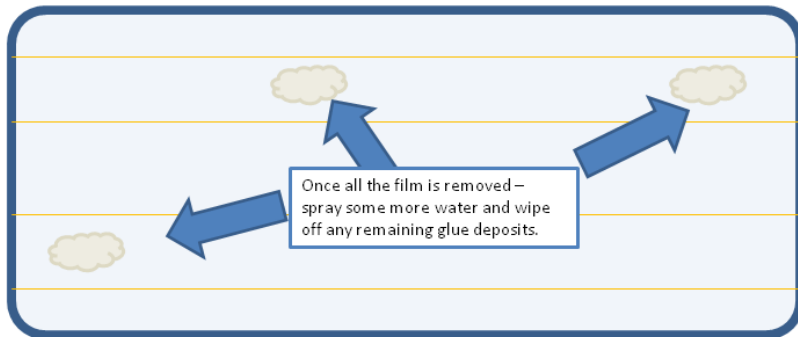 Once all the film is removed –
spray some more water and wipe
off any remaining glue deposits.